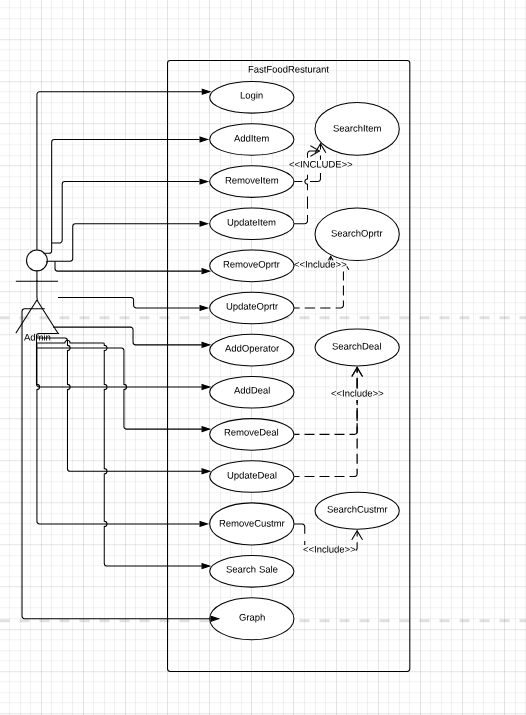 FastFoodResturant
Login
AddItem
SearchItem
<<INCLUDE>>
RemoveItem
UpdateItem
SearchOprtr
RemoveOprtr
<<Include>>
UpdateOprtr
Admin
AddOperator
SearchDeal
AddDeal
<<Include>>
RemoveDeal
UpdateDeal
SearchCustmr
RemoveCustmr
<<Include>>
Search Sale
Graph